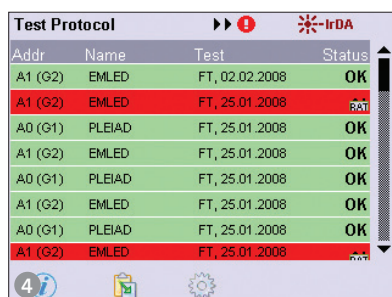 Test Protocol IrDA
Addr Name Test Status
A1 (G2) EMLED FT, 02.02.2008 OK
A1 (G2) EMLED FT, 25.01.2008 BAT
A0 (G1) PLEIAD FT, 25.01.2008 OK
A1 (G2) EMLED FT, 25.01.2008 OK
A0 (G1) PLEIAD FT, 25.01.2008 OK
A1 (G2) EMLED FT, 25.01.2008 OK
A0 (G1) PLEIAD FT, 25.01.2008 OK
A1 (G2) EMLED FT, 25.01.2008 BAT
4 i